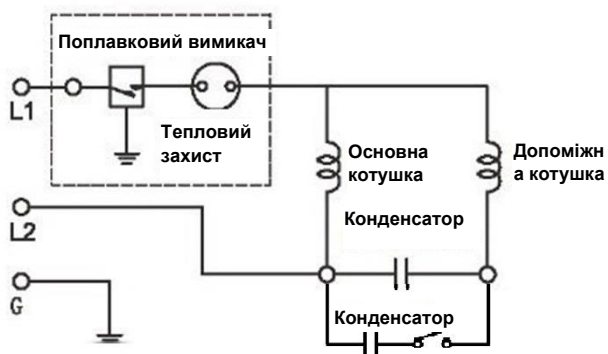 Поплавковий вимикач
L1
Тепловий
захист
Основна
котушка
Допоміжн
а котушка
L2
Конденсатор
G
Конденсатор